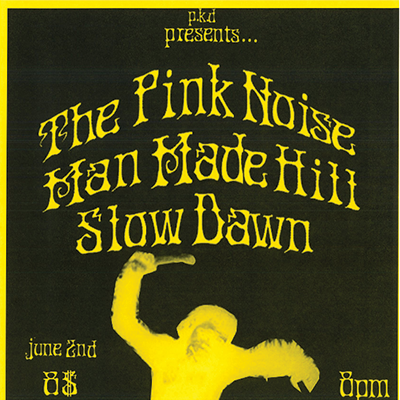 p.k.d
presents...
The Pink Noise
Man Made Hill
Slow Dawn
june 2nd
8$
8pm